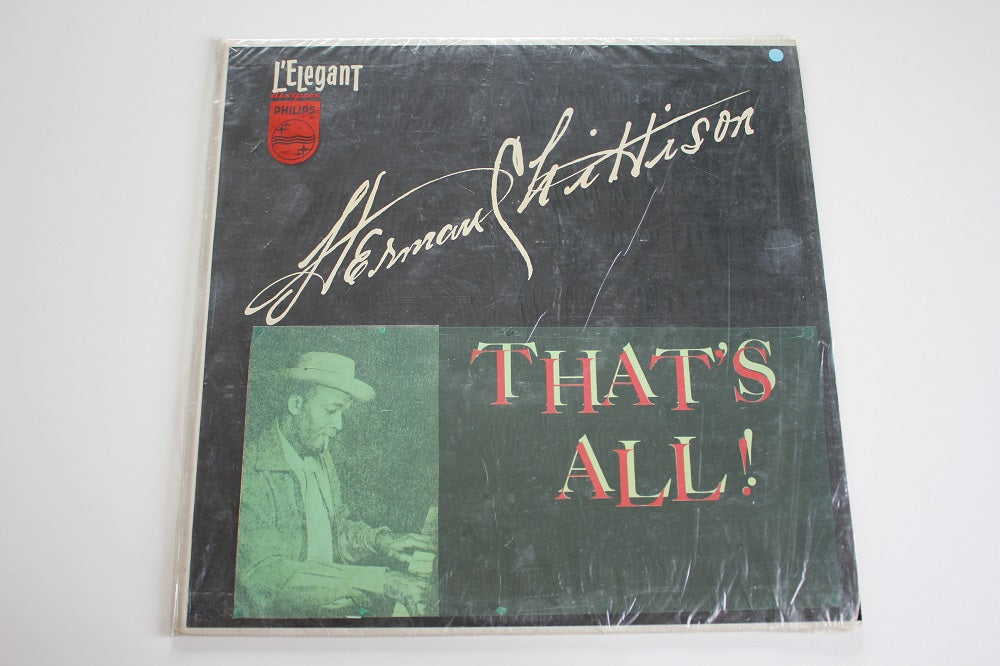 L'ELegant
PHILIPS
Herman Chittison
THAT'S
ALL!